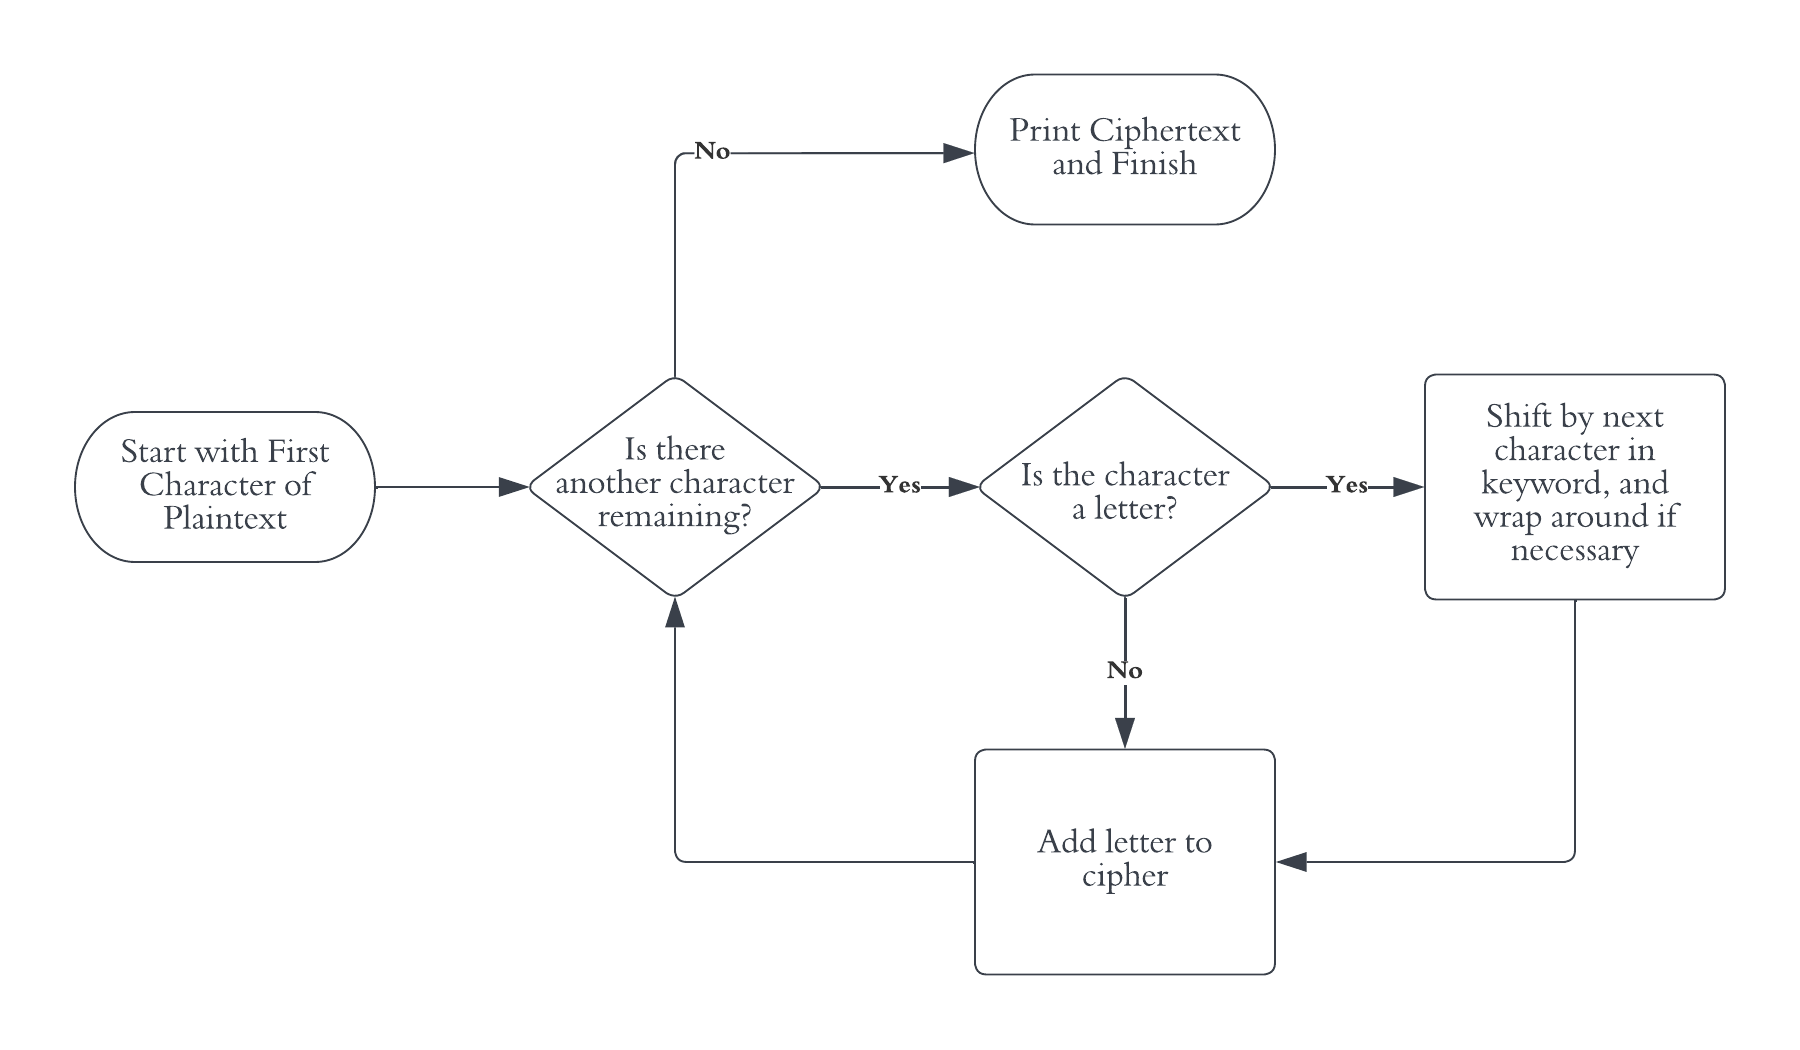 Print Ciphertext
and Finish
No
Start with First
Character of
Plaintext
Is there
another character
remaining?
Yes
Is the character
a letter?
Yes
Shift by next
character in
keyword, and
wrap around if
necessary
No
Add letter to
cipher